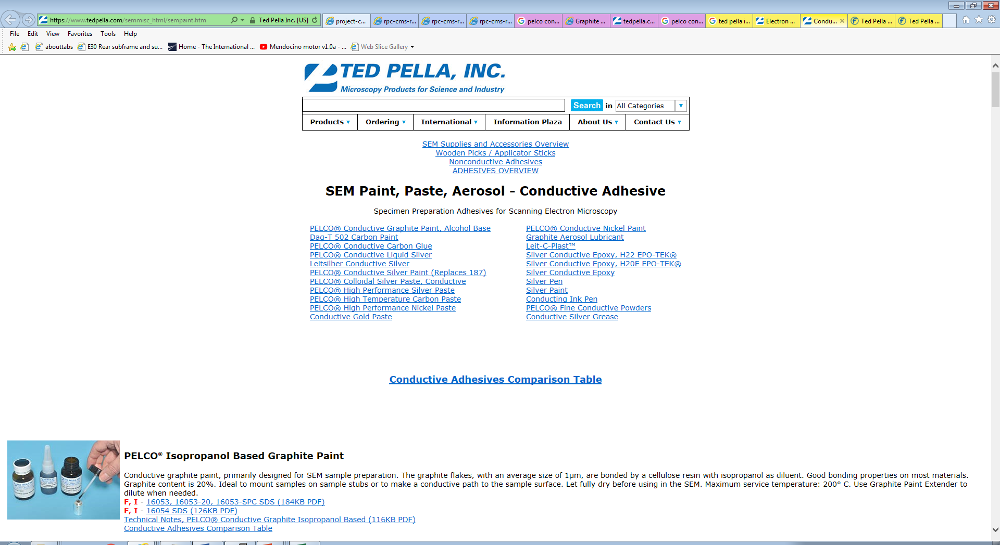 https://www.tedpella.com/semmisc_html/sempaint.htm
Ted Pella Inc. [US]
project-c...
rpc-cms-r...
rpc-cms-r...
rpc-cms-r...
pelco con...
Graphite ...
tedpella.c...
pelco con...
ted pella i...
Electron ...
Condu...
Ted Pella ...
Ted Pella ...
File Edit View Favorites Tools Help
abouttabs
E30 Rear subframe and su...
Home - The International ...
Mendocino motor v1.0a - ...
Web Slice Gallery
TED PELLA, INC.
Microscopy Products for Science and Industry
Search in All Categories
Products Ordering International Information Plaza About Us Contact Us
SEM Supplies and Accessories Overview
Wooden Picks / Applicator Sticks
Nonconductive Adhesives
ADHESIVES OVERVIEW
SEM Paint, Paste, Aerosol - Conductive Adhesive
Specimen Preparation Adhesives for Scanning Electron Microscopy
PELCO® Conductive Graphite Paint, Alcohol Base
Dag-T 502 Carbon Paint
PELCO® Conductive Carbon Glue
PELCO® Conductive Liquid Silver
Leitsilber Conductive Silver
PELCO® Conductive Silver Paint (Replaces 187)
PELCO® Colloidal Silver Paste, Conductive
PELCO® High Performance Silver Paste
PELCO® High Temperature Carbon Paste
PELCO® High Performance Nickel Paste
Conductive Gold Paste
PELCO® Conductive Nickel Paint
Graphite Aerosol Lubricant
Leit-C-Plast™
Silver Conductive Epoxy, H22 EPO-TEK®
Silver Conductive Epoxy, H20E EPO-TEK®
Silver Conductive Epoxy
Silver Pen
Silver Paint
Conducting Ink Pen
PELCO® Fine Conductive Powders
Conductive Silver Grease
Conductive Adhesives Comparison Table
PELCO® Isopropanol Based Graphite Paint
Conductive graphite paint, primarily designed for SEM sample preparation. The graphite flakes, with an average size of 1µm, are bonded by a cellulose resin with isopropanol as diluent. Good bonding properties on most materials.
Graphite content is 20%. Ideal to mount samples on sample stubs or to make a conductive path to the sample surface. Let fully dry before using in the SEM. Maximum service temperature: 200° C. Use Graphite Paint Extender to
dilute when needed.
F, I - 16053, 16053-20, 16053-SPC SDS (184KB PDF)
F, I - 16054 SDS (126KB PDF)
Technical Notes, PELCO® Conductive Graphite Isopropanol Based (116KB PDF)
Conductive Adhesives Comparison Table